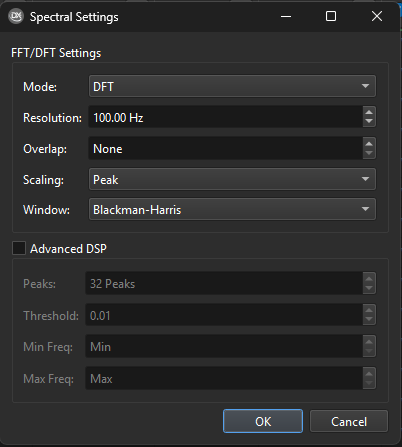 DX Spectral Settings
FFT/DFT Settings
Mode: DFT
Resolution: 100.00 Hz
Overlap: None
Scaling: Peak
Window: Blackman-Harris
Advanced DSP
Peaks: 32 Peaks
Threshold: 0.01
Min Freq: Min
Max Freq: Max
OK Cancel